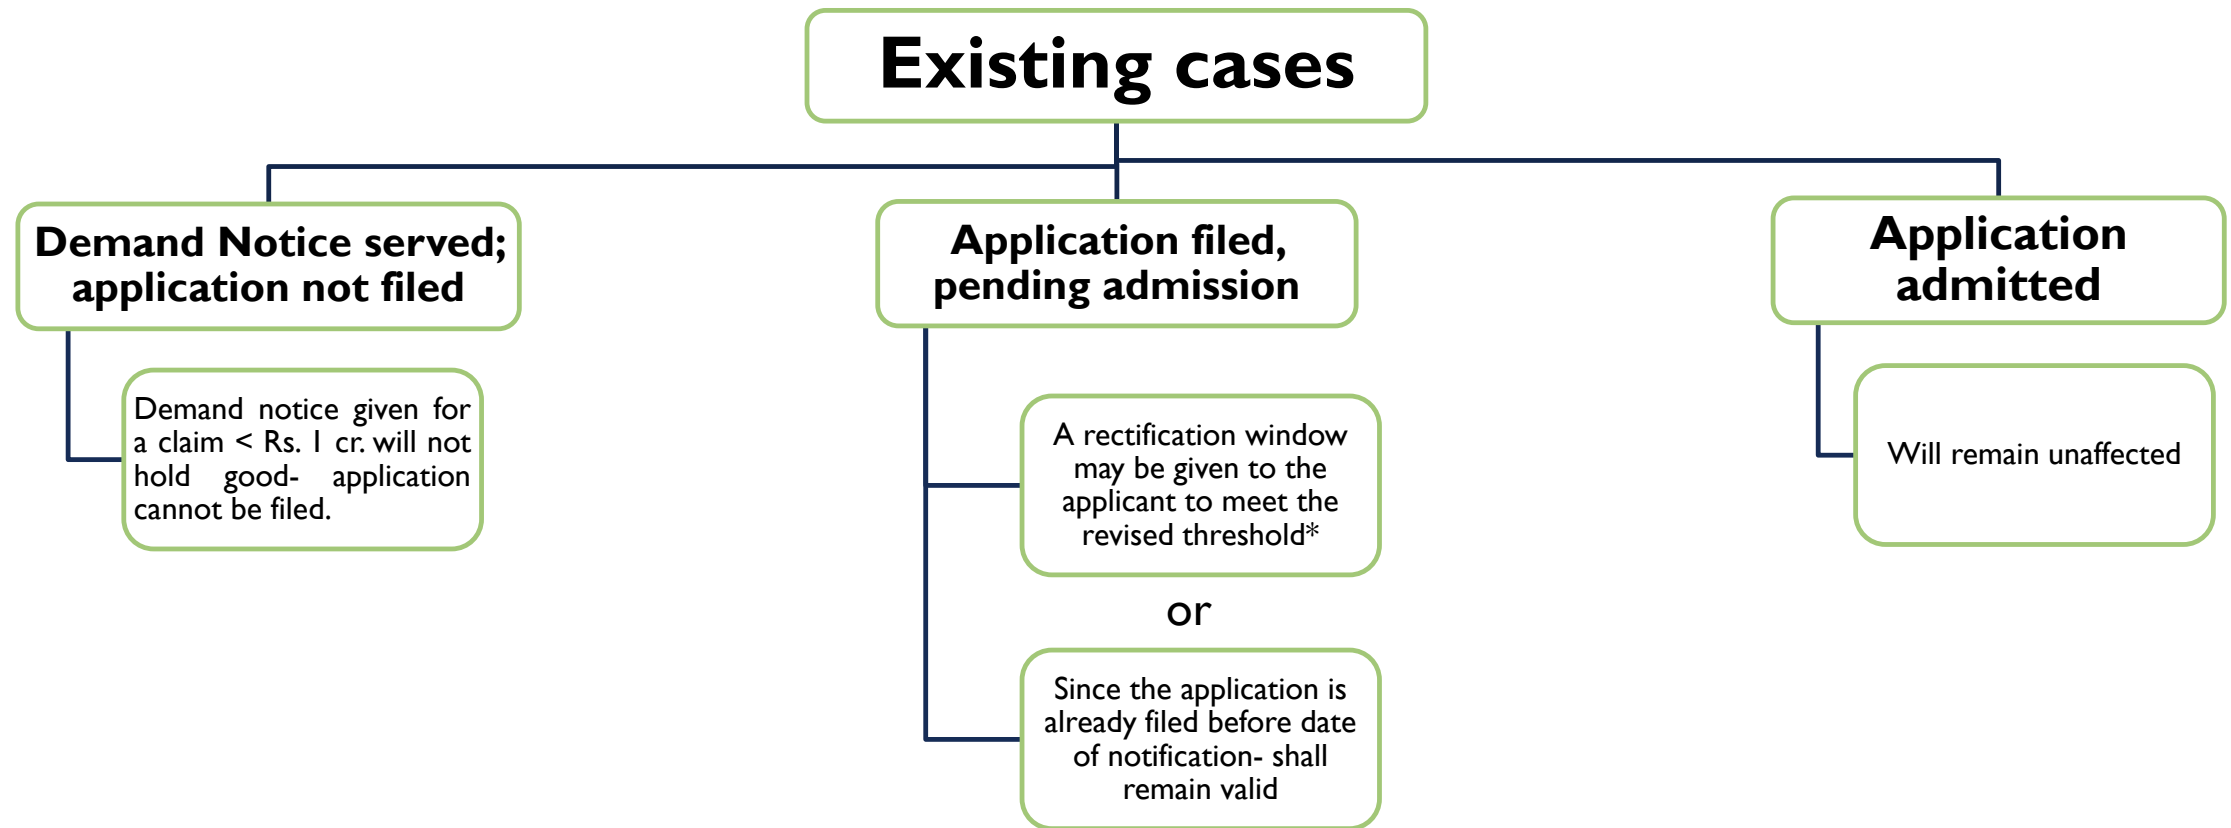 Existing cases
Demand Notice served;
application not filed
Demand notice given for
a claim < Rs. 1 cr. will not
hold good- application
cannot be filed.
Application filed,
pending admission
A rectification window
may be given to the
applicant to meet the
revised threshold*
or
Since the application is
already filed before date
of notification- shall
remain valid
Application
admitted
Will remain unaffected